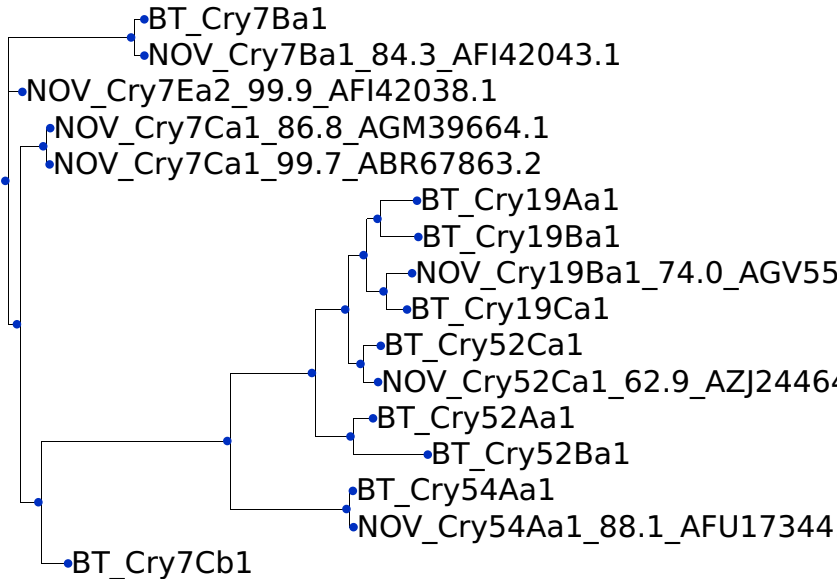 BT_Cry7Ba1
NOV_Cry7Ba1_84.3_AFI42043.1
NOV_Cry7Ea2_99.9_AFI42038.1
NOV_Cry7Ca1_86.8_AGM39664.1
NOV_Cry7Ca1_99.7_ABR67863.2
BT_Cry19Aa1
BT_Cry19Ba1
NOV_Cry19Ba1_74.0_AGV55
BT_Cry19Ca1
BT_Cry52Ca1
NOV_Cry52Ca1_62.9_AZJ24464
BT_Cry52Aa1
BT_Cry52Ba1
BT_Cry54Aa1
NOV_Cry54Aa1_88.1_AFU17344
BT_Cry7Cb1